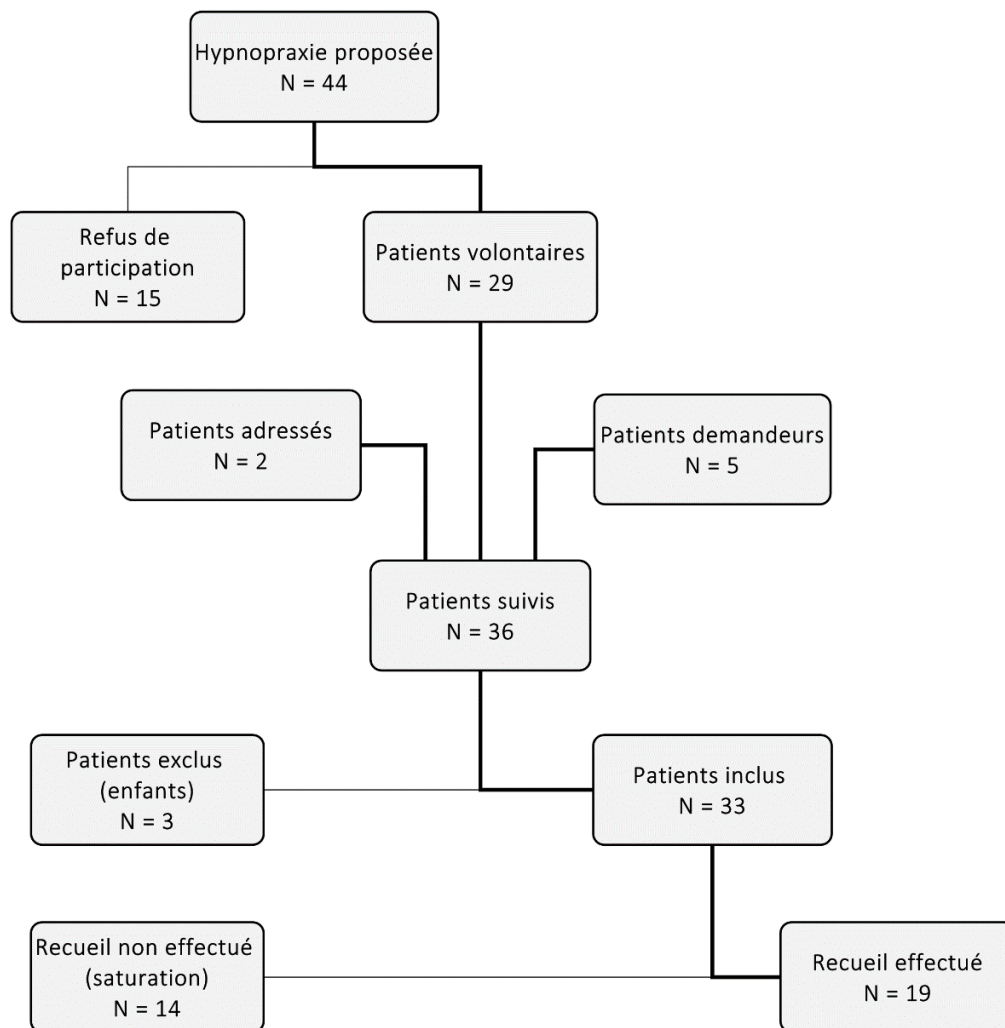 Hypnopraxie proposée
N = 44
Refus de
participation
N = 15
Patients volontaires
N = 29
Patients adressés
N = 2
Patients demandeurs
N = 5
Patients suivis
N = 36
Patients exclus
(enfants)
N = 3
Patients inclus
N = 33
Recueil non effectué
(saturation)
N = 14
Recueil effectué
N = 19